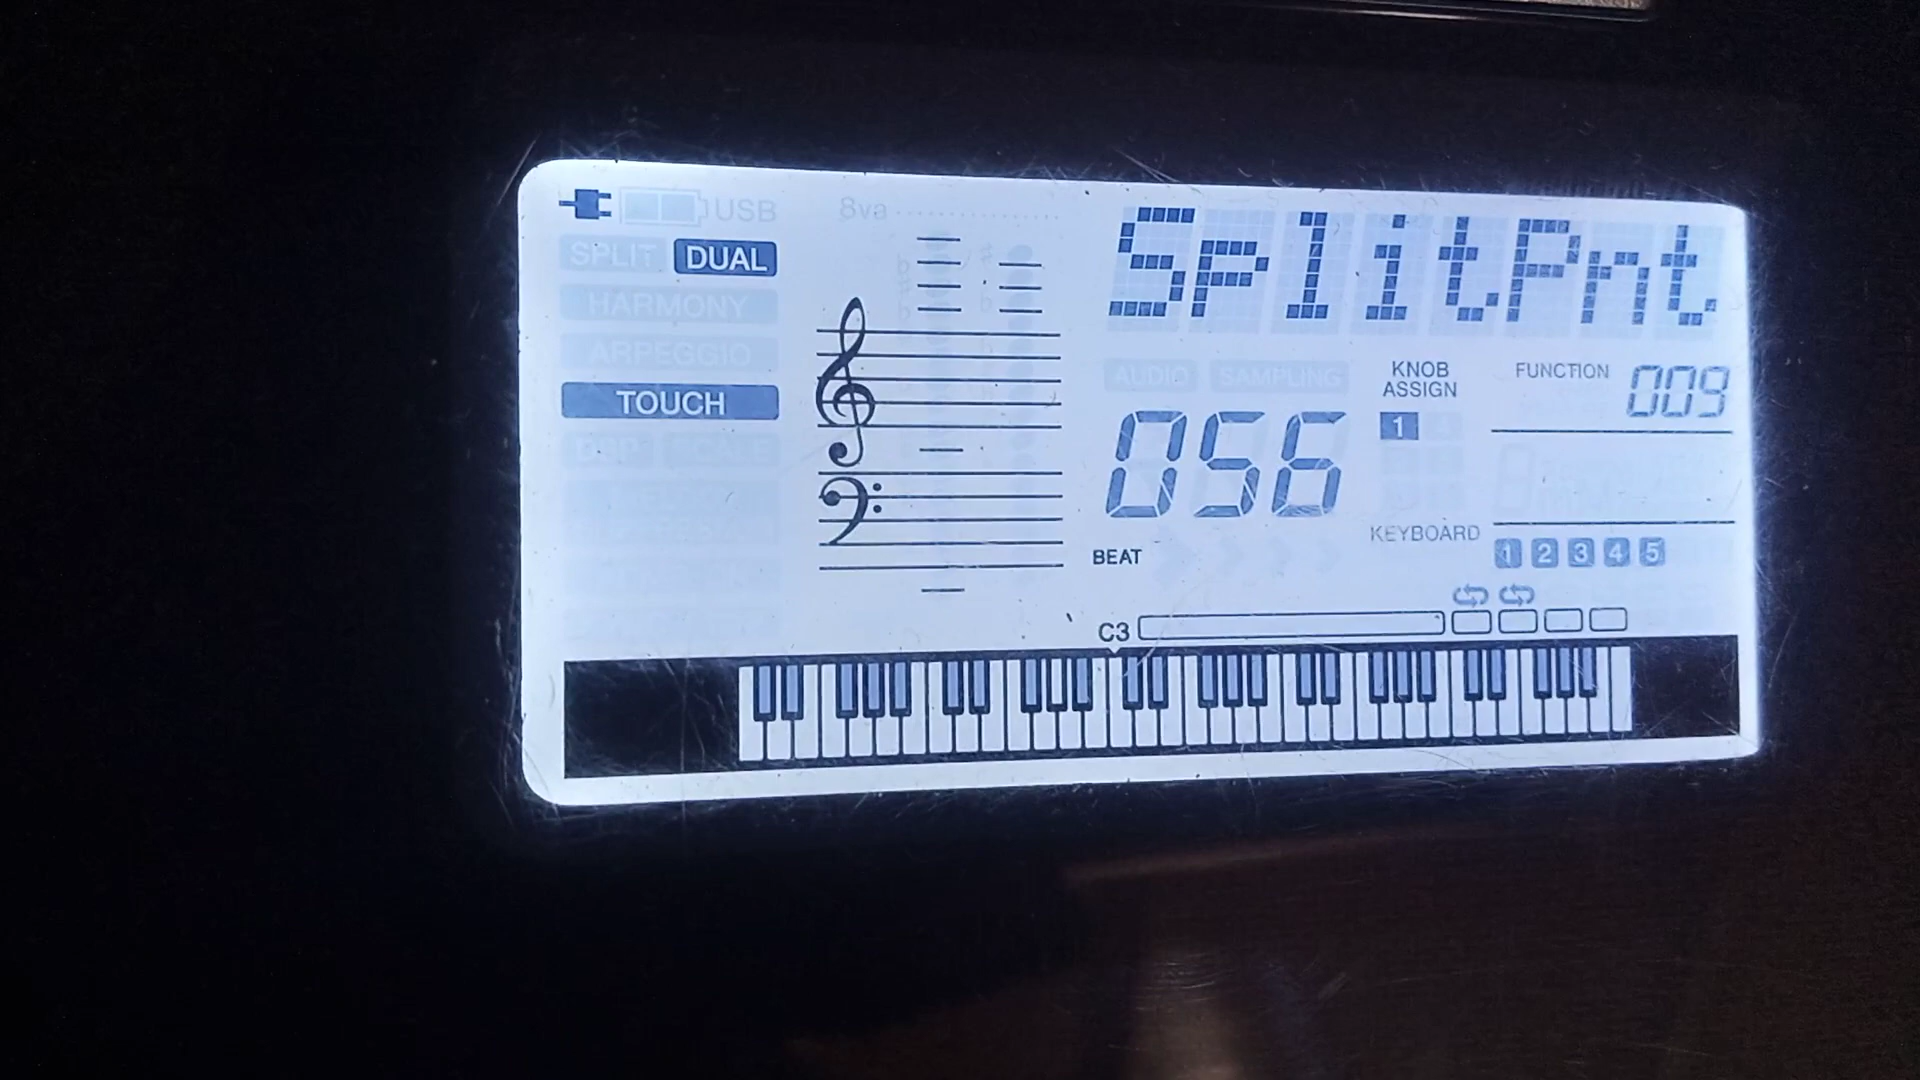 USB
8va
SplitPnt
SPLIT DUAL
HARMONY
ARPEGGIO
TOUCH
AUDIO SAMPLING
KNOB
ASSIGN
1
FUNCTION 009
056
BEAT
KEYBOARD
1 2 3 4 5
C3